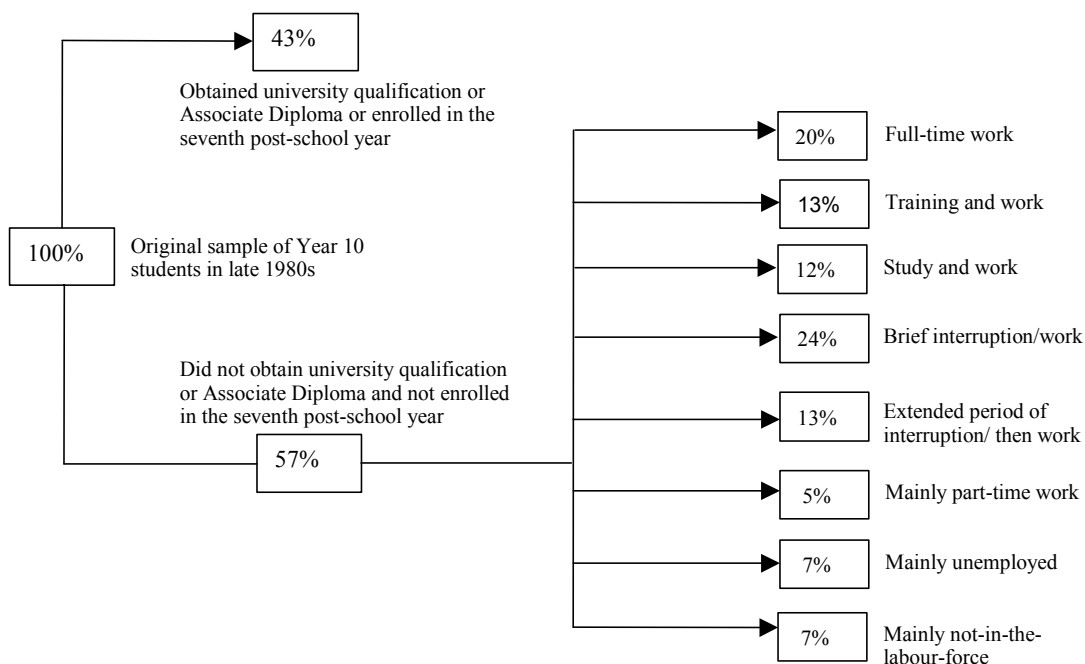 43%
Obtained university qualification or
Associate Diploma or enrolled in the
seventh post-school year
100%
Original sample of Year 10
students in late 1980s
Did not obtain university qualification
or Associate Diploma and not enrolled
in the seventh post-school year
57%
20%
Full-time work
13%
Training and work
12%
Study and work
24%
Brief interruption/work
13%
Extended period of
interruption/ then work
5%
Mainly part-time work
7%
Mainly unemployed
7%
Mainly not-in-the-
labour-force